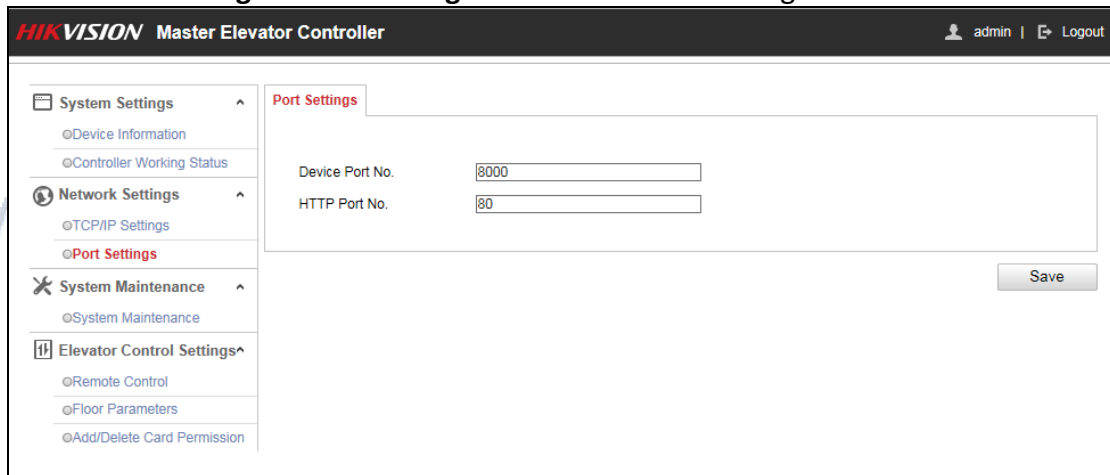 HIKVISION Master Elevator Controller
admin | Logout
System Settings
Device Information
Controller Working Status
Network Settings
TCP/IP Settings
Port Settings
System Maintenance
System Maintenance
Elevator Control Settings
Remote Control
Floor Parameters
Add/Delete Card Permission
Port Settings
Device Port No. 8000
HTTP Port No. 80
Save